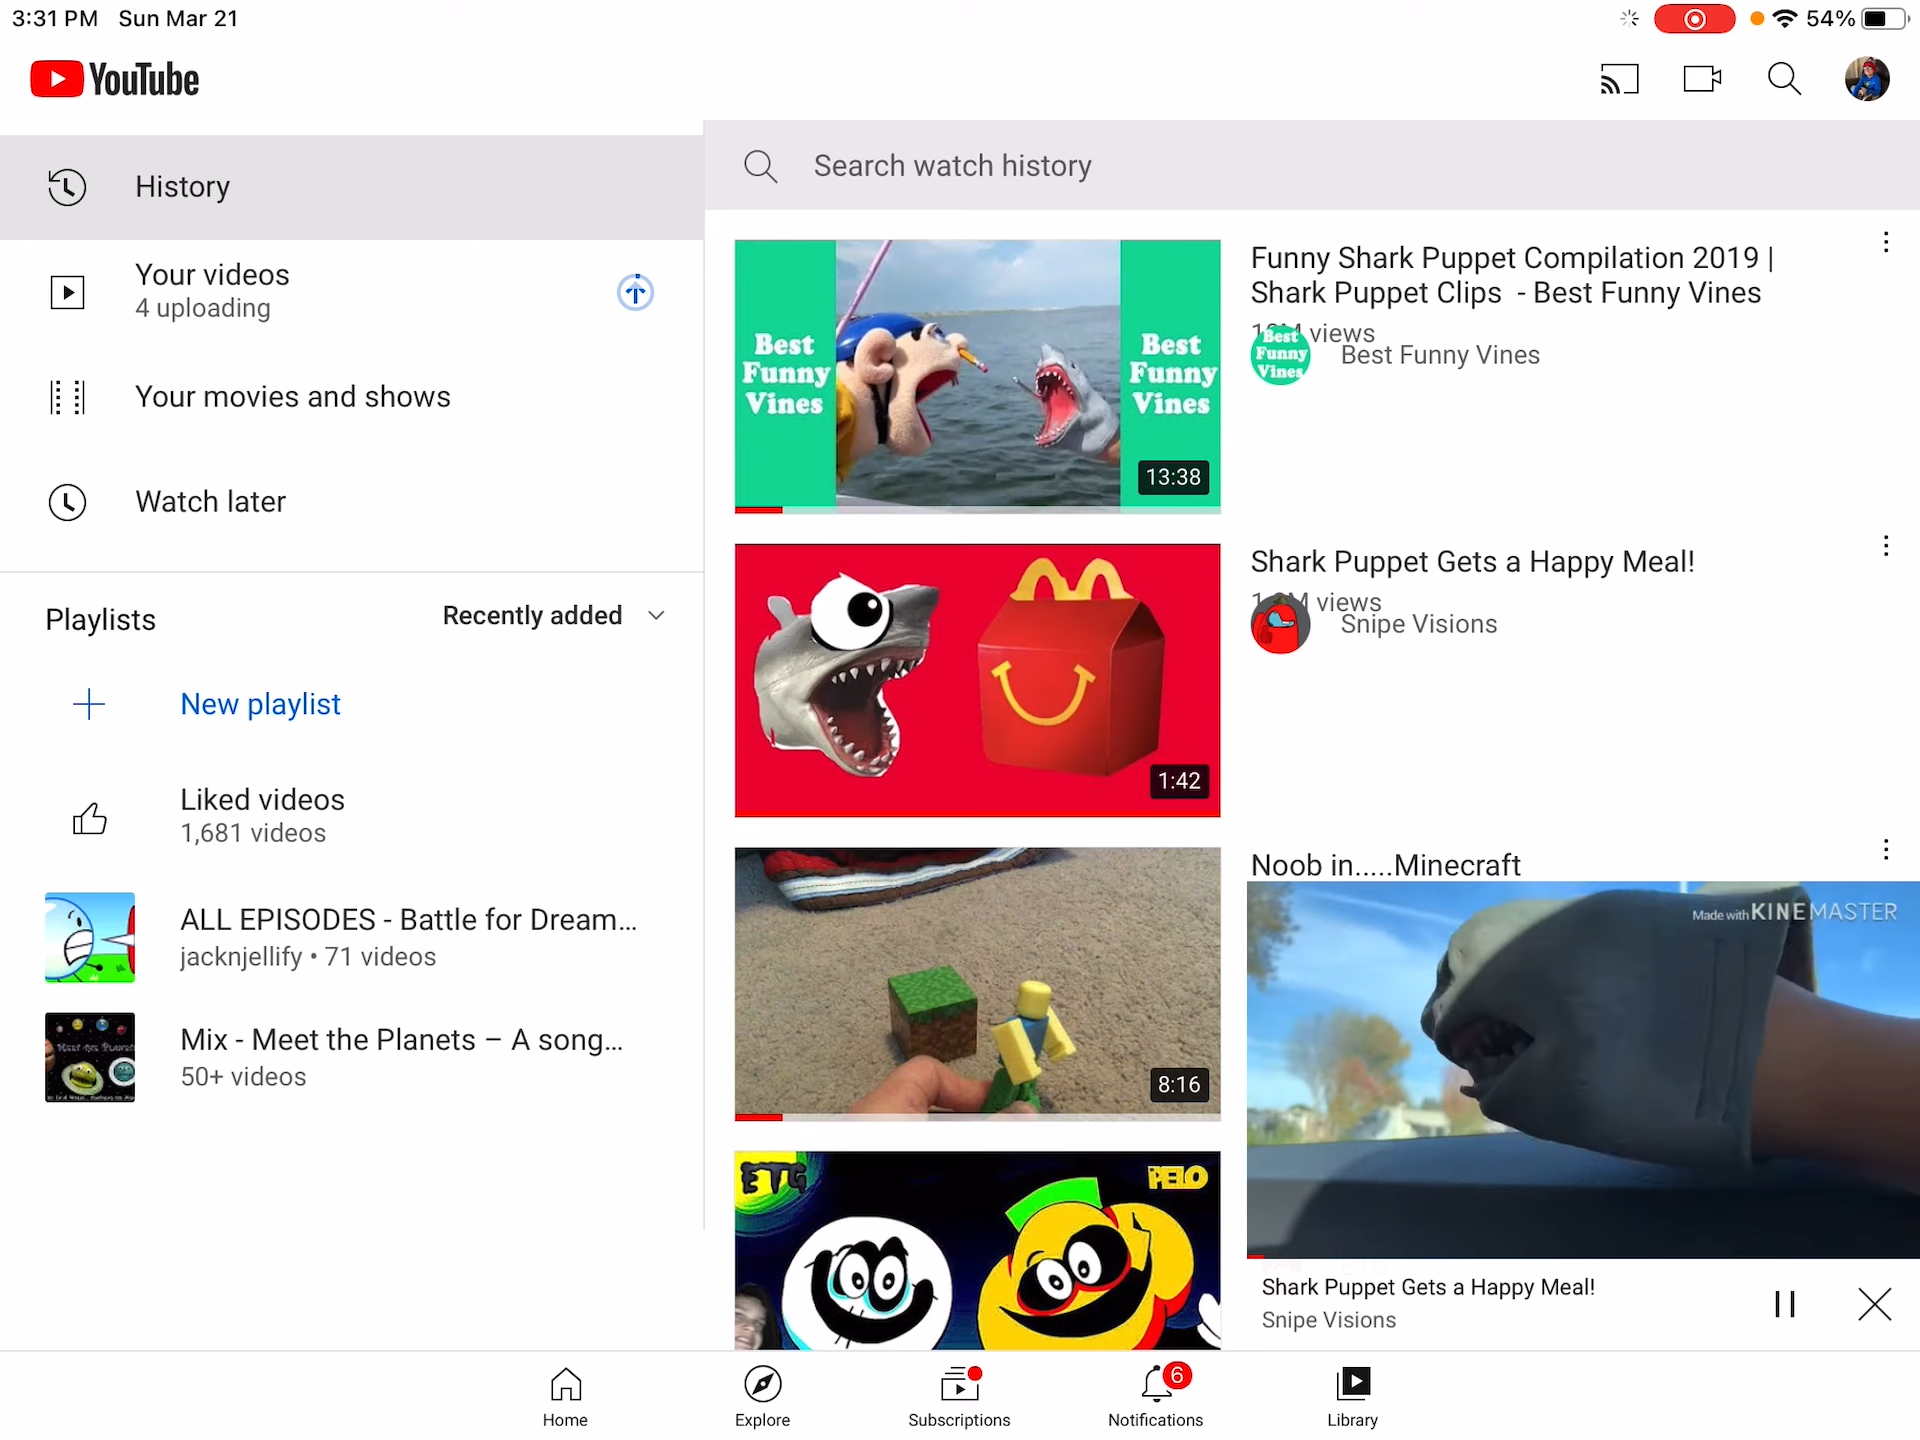 3:31 PM Sun Mar 21
54%
YouTube
History
Your videos
4 uploading
Your movies and shows
Watch later
Playlists
Recently added
New playlist
Liked videos
1,681 videos
ALL EPISODES - Battle for Dream...
jacknjellify • 71 videos
Mix - Meet the Planets – A song...
50+ videos
Search watch history
Best
Funny
Vines
Best
Funny
Vines
13:38
Funny Shark Puppet Compilation 2019 |
Shark Puppet Clips - Best Funny Vines
views
Best
Funny
Vines
Best Funny Vines
1:42
Shark Puppet Gets a Happy Meal!
views
Snipe Visions
8:16
Noob in.....Minecraft
Made with KINEMASTER
ETG
PELO
Shark Puppet Gets a Happy Meal!
Snipe Visions
Home
Explore
Subscriptions
6
Notifications
Library